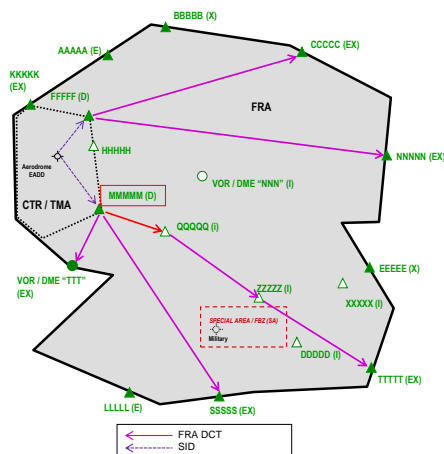 BBBBB (X)
AAAAA (E)
CCCCC (EX)
KKKKK
(EX)
FFFFF (D)
FRA
HHHHH
Aerodrome
EADD
NNNNN (EX)
VOR / DME “NNN” (I)
CTR / TMA
MMMMM (D)
QQQQQ (i)
EEEEE (X)
VOR / DME “TTT”
(EX)
ZZZZZ (I)
XXXXX (I)
SPECIAL AREA / FBZ (SA)
Military
DDDDD (I)
TTTTT (EX)
LLLLL (E)
SSSSS (EX)
FRA DCT
SID